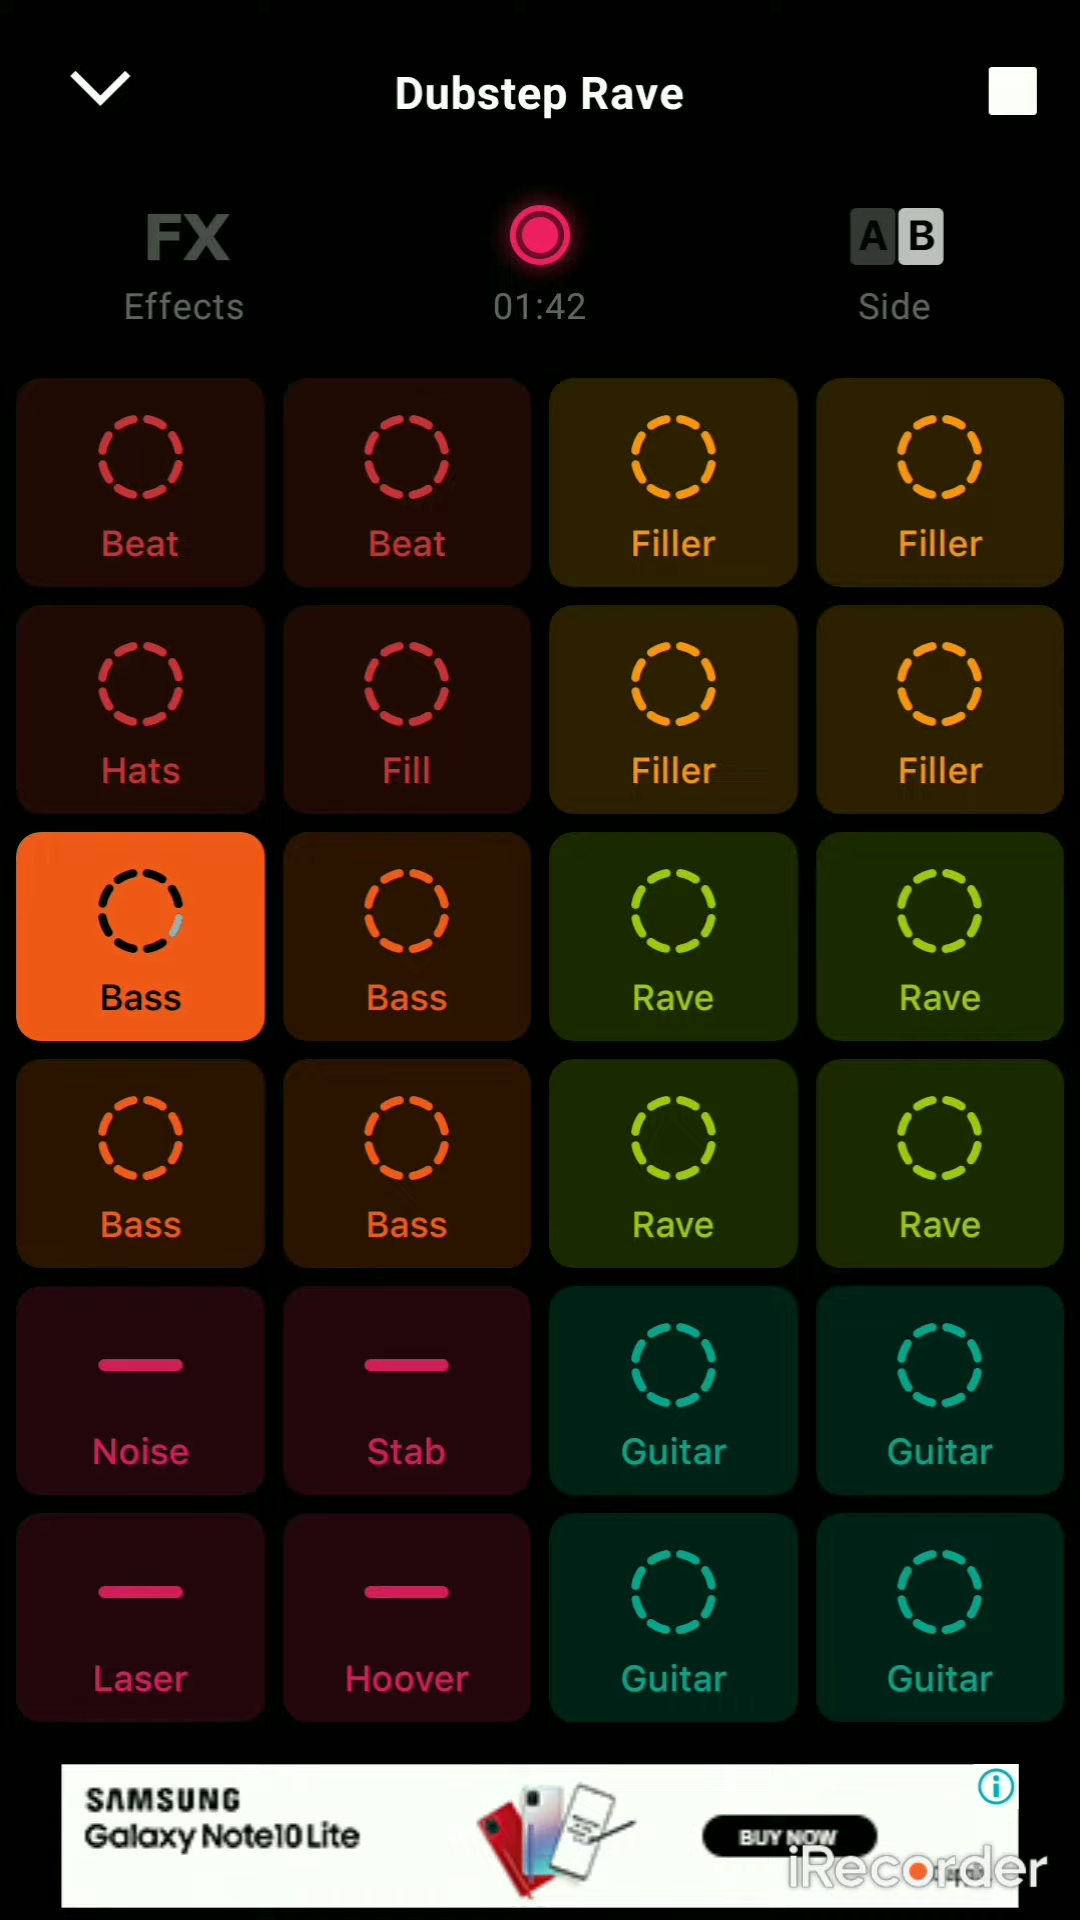 Dubstep Rave
FX
A B
Effects
01:42
Side
Beat
Beat
Filler
Filler
Hats
Fill
Filler
Filler
Bass
Bass
Rave
Rave
Bass
Bass
Rave
Rave
Noise
Stab
Guitar
Guitar
Laser
Hoover
Guitar
Guitar
SAMSUNG
Galaxy Note10 Lite
BUY NOW
iRecorder